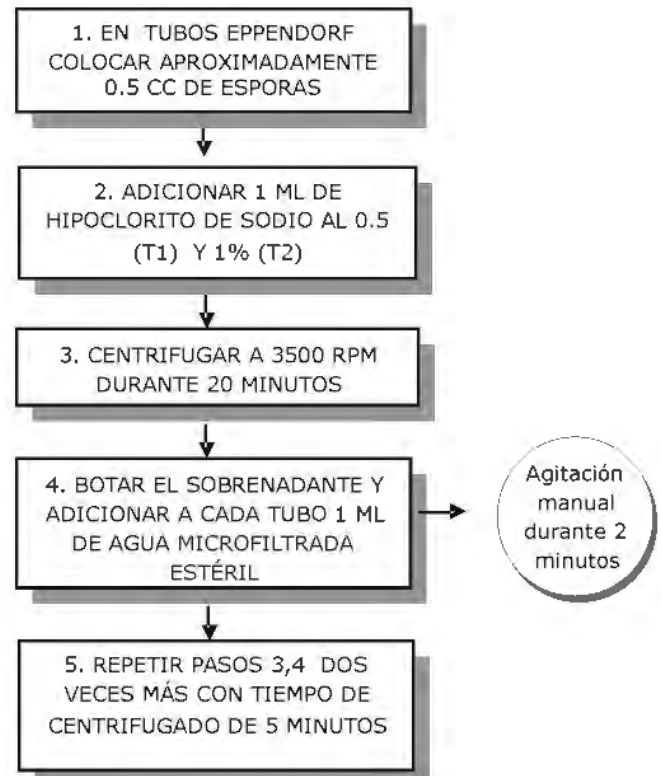 1. EN TUBOS EPPENDORF
COLOCAR APROXIMADAMENTE
0.5 CC DE ESPORAS
2. ADICIONAR 1 ML DE
HIPOCLORITO DE SODIO AL 0.5
(T1) Y 1% (T2)
3. CENTRIFUGAR A 3500 RPM
DURANTE 20 MINUTOS
4. BOTAR EL SOBRENADANTE Y
ADICIONAR A CADA TUBO 1 ML
DE AGUA MICROFILTRADA
ESTÉRIL
Agitación
manual
durante 2
minutos
5. REPETIR PASOS 3,4 DOS
VECES MÁS CON TIEMPO DE
CENTRIFUGADO DE 5 MINUTOS